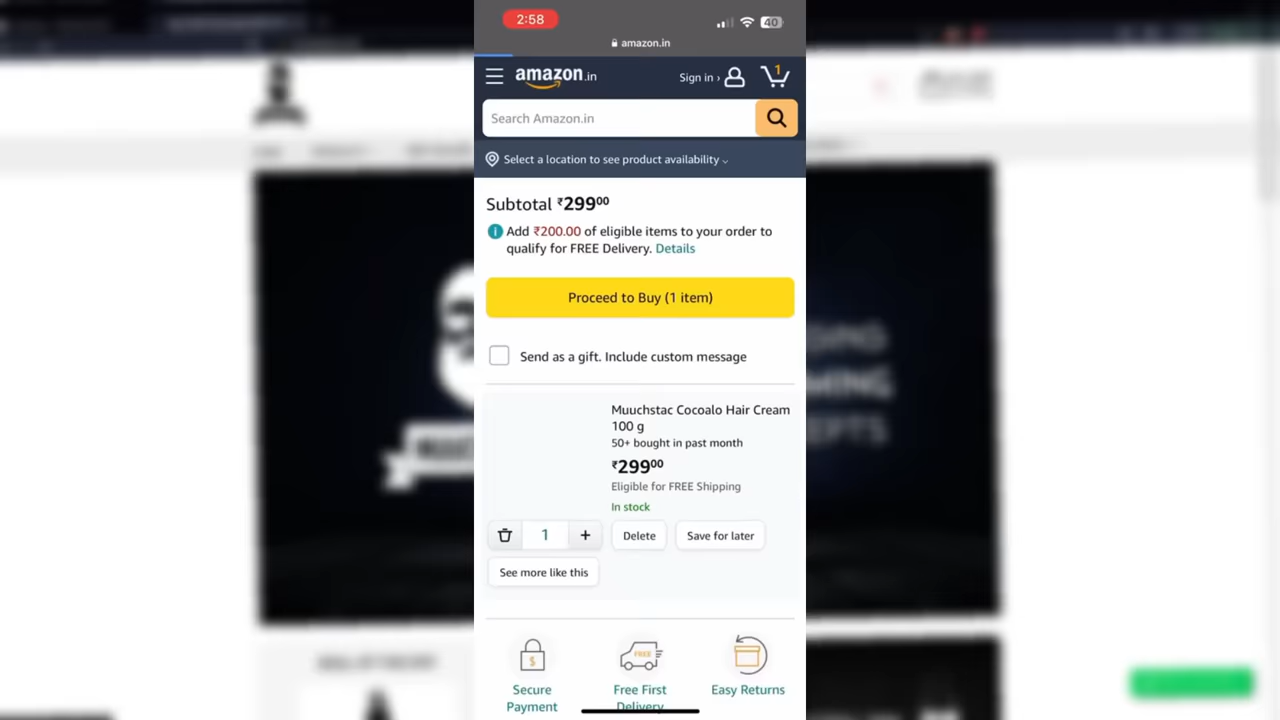 2:58
40
amazon.in
amazon.in
Sign in ›
1
Search Amazon.in
Select a location to see product availability
Subtotal ₹299⁰⁰
Add ₹200.00 of eligible items to your order to
qualify for FREE Delivery. Details
Proceed to Buy (1 item)
Send as a gift. Include custom message
Muuchstac Cocoalo Hair Cream
100 g
50+ bought in past month
₹299⁰⁰
Eligible for FREE Shipping
In stock
1
+
Delete
Save for later
See more like this
FREE
Secure
Payment
Free First
Delivery
Easy Returns